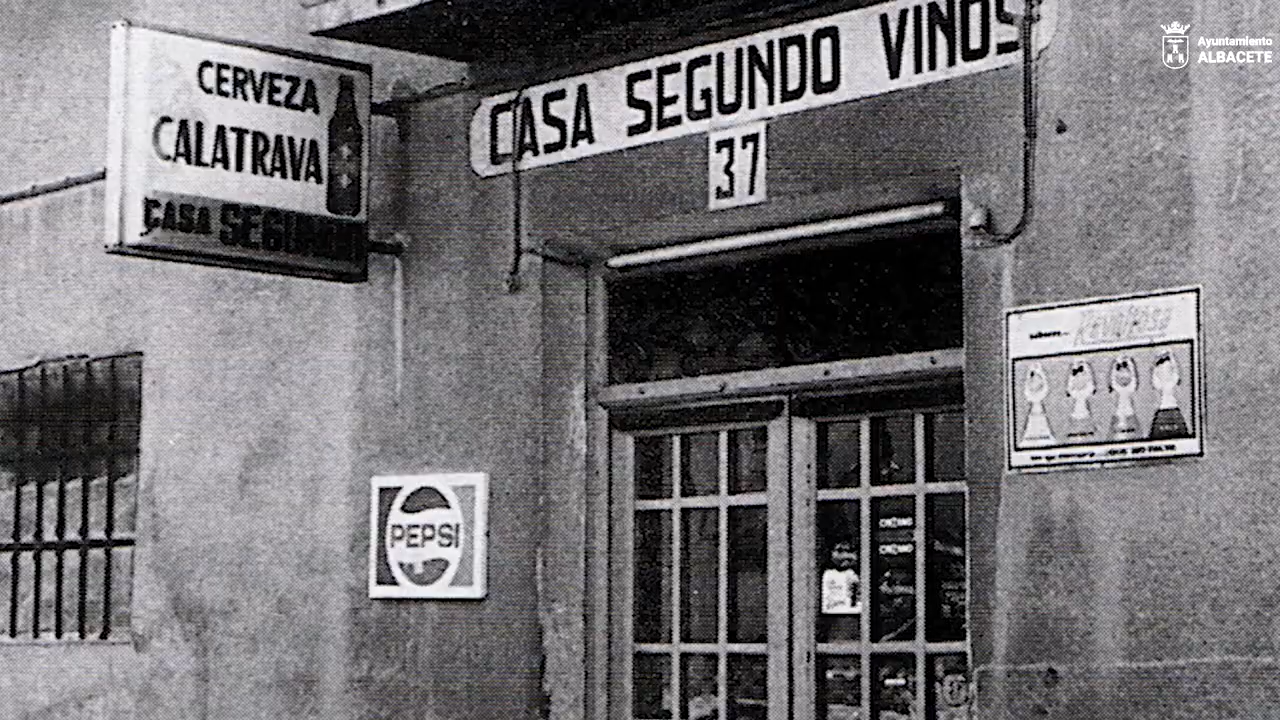 CERVEZA
CALATRAVA
CASA SEGUNDO
CASA SEGUNDO VINOS
37
PEPSI
Ayuntamiento
ALBACETE